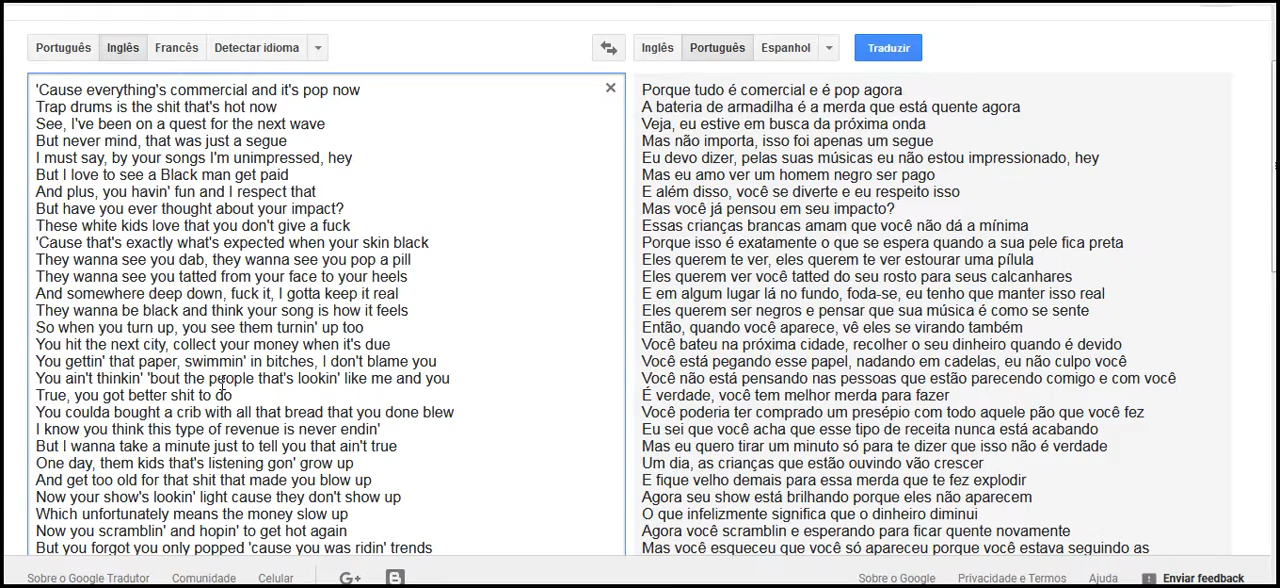 Português Inglês Francês Detectar idioma Inglês Português Espanhol Traduzir
'Cause everything's commercial and it's pop now
Trap drums is the shit that's hot now
See, I've been on a quest for the next wave
But never mind, that was just a segue
I must say, by your songs I'm unimpressed, hey
But I love to see a Black man get paid
And plus, you havin' fun and I respect that
But have you ever thought about your impact?
These white kids love that you don't give a fuck
'Cause that's exactly what's expected when your skin black
They wanna see you dab, they wanna see you pop a pill
They wanna see you tatted from your face to your heels
And somewhere deep down, fuck it, I gotta keep it real
They wanna be black and think your song is how it feels
So when you turn up, you see them turnin' up too
You hit the next city, collect your money when it's due
You gettin' that paper, swimmin' in bitches, I don't blame you
You ain't thinkin' 'bout the people that's lookin' like me and you
True, you got better shit to do
You coulda bought a crib with all that bread that you done blew
I know you think this type of revenue is never endin'
But I wanna take a minute just to tell you that ain't true
One day, them kids that's listening gon' grow up
And get too old for that shit that made you blow up
Now your show's lookin' light cause they don't show up
Which unfortunately means the money slow up
Now you scramblin' and hopin' to get hot again
But you forgot you only popped 'cause you was ridin' trends
Porque tudo é comercial e é pop agora
A bateria de armadilha é a merda que está quente agora
Veja, eu estive em busca da próxima onda
Mas não importa, isso foi apenas um segue
Eu devo dizer, pelas suas músicas eu não estou impressionado, hey
Mas eu amo ver um homem negro ser pago
E além disso, você se diverte e eu respeito isso
Mas você já pensou em seu impacto?
Essas crianças brancas amam que você não dá a mínima
Porque isso é exatamente o que se espera quando a sua pele fica preta
Eles querem te ver, eles querem te ver estourar uma pílula
Eles querem ver você tatted do seu rosto para seus calcanhares
E em algum lugar lá no fundo, foda-se, eu tenho que manter isso real
Eles querem ser negros e pensar que sua música é como se sente
Então, quando você aparece, vê eles se virando também
Você bateu na próxima cidade, recolher o seu dinheiro quando é devido
Você está pegando esse papel, nadando em cadelas, eu não culpo você
Você não está pensando nas pessoas que estão parecendo comigo e com você
É verdade, você tem melhor merda para fazer
Você poderia ter comprado um presépio com todo aquele pão que você fez
Eu sei que você acha que esse tipo de receita nunca está acabando
Mas eu quero tirar um minuto só para te dizer que isso não é verdade
Um dia, as crianças que estão ouvindo vão crescer
E fique velho demais para essa merda que te fez explodir
Agora seu show está brilhando porque eles não aparecem
O que infelizmente significa que o dinheiro diminui
Agora você scramblin e esperando para ficar quente novamente
Mas você esqueceu que você só apareceu porque você estava seguindo as
Sobre o Google Tradutor Comunidade Celular G+ Sobre o Google Privacidade e Termos Ajuda Enviar feedback